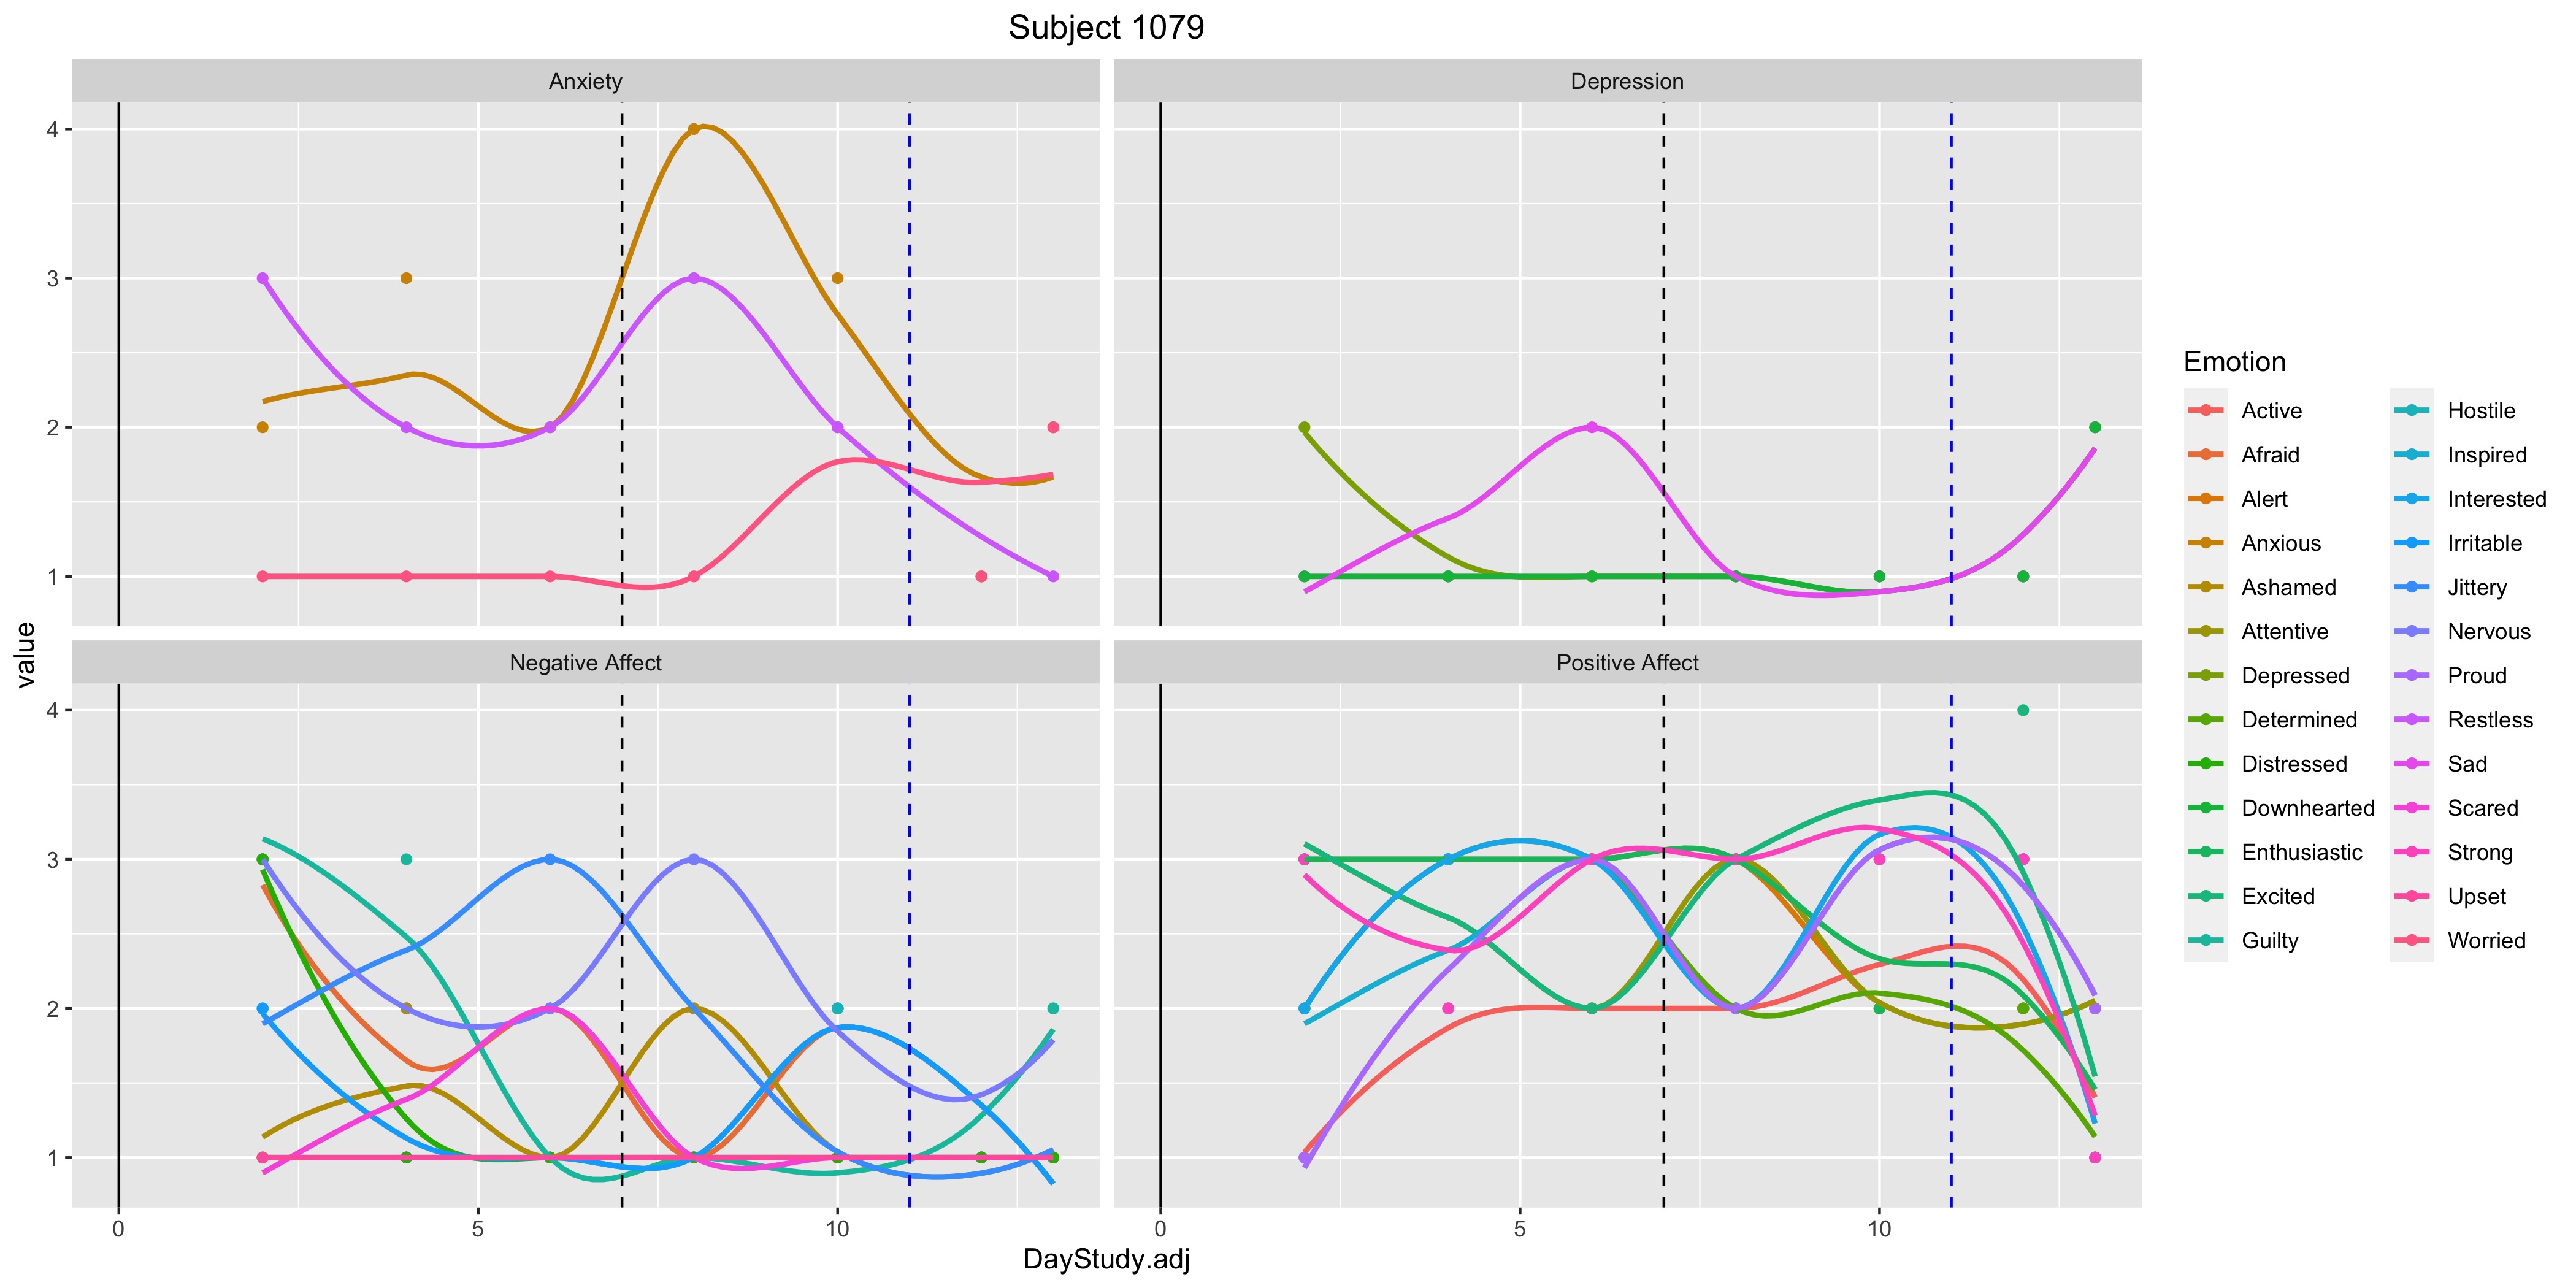 Subject 1079
Anxiety
Depression
4
3
2
1
value
Negative Affect
Positive Affect
4
3
2
1
0
5
10
0
5
10
DayStudy.adj
Emotion
Active
Afraid
Alert
Anxious
Ashamed
Attentive
Depressed
Determined
Distressed
Downhearted
Enthusiastic
Excited
Guilty
Hostile
Inspired
Interested
Irritable
Jittery
Nervous
Proud
Restless
Sad
Scared
Strong
Upset
Worried